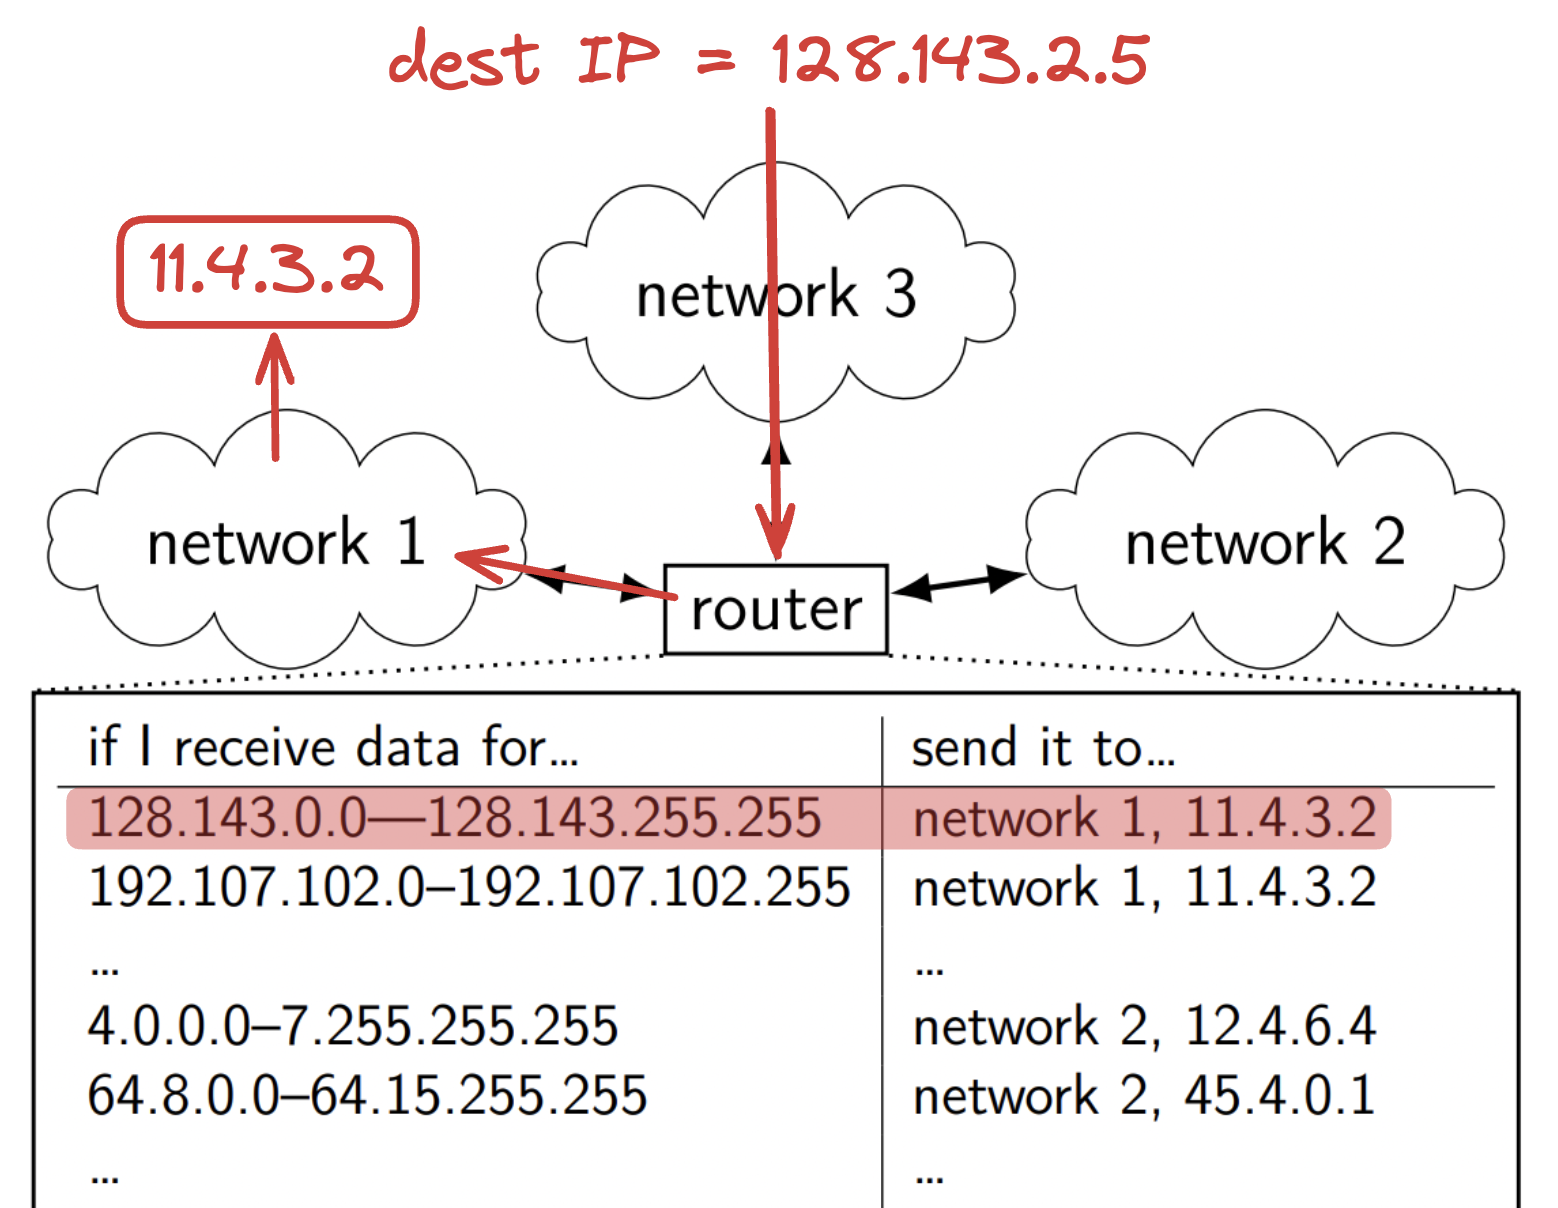 dest IP = 128.143.2.5
11.4.3.2
network 3
network 1
network 2
router
if I receive data for... send it to...
128.143.0.0—128.143.255.255 network 1, 11.4.3.2
192.107.102.0–192.107.102.255 network 1, 11.4.3.2
... ...
4.0.0.0–7.255.255.255 network 2, 12.4.6.4
64.8.0.0–64.15.255.255 network 2, 45.4.0.1
... ...